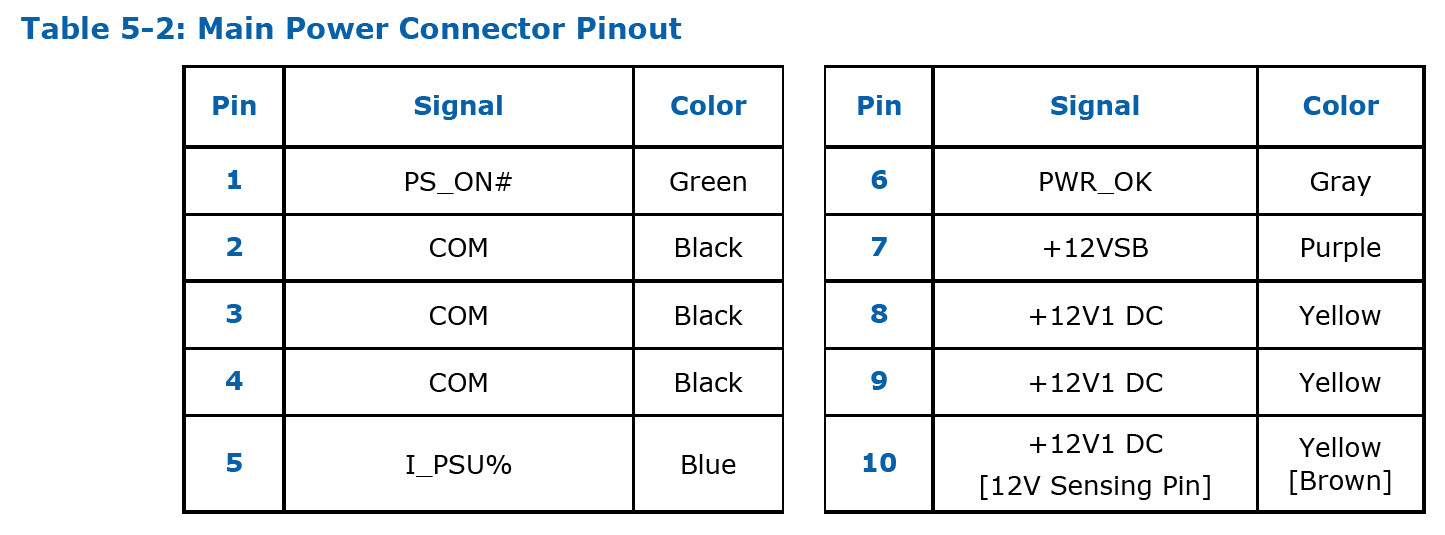 Table 5-2: Main Power Connector Pinout
Pin Signal Color Pin Signal Color
1 PS_ON# Green 6 PWR_OK Gray
2 COM Black 7 +12VSB Purple
3 COM Black 8 +12V1 DC Yellow
4 COM Black 9 +12V1 DC Yellow
5 I_PSU% Blue 10 +12V1 DC Yellow
[12V Sensing Pin] [Brown]